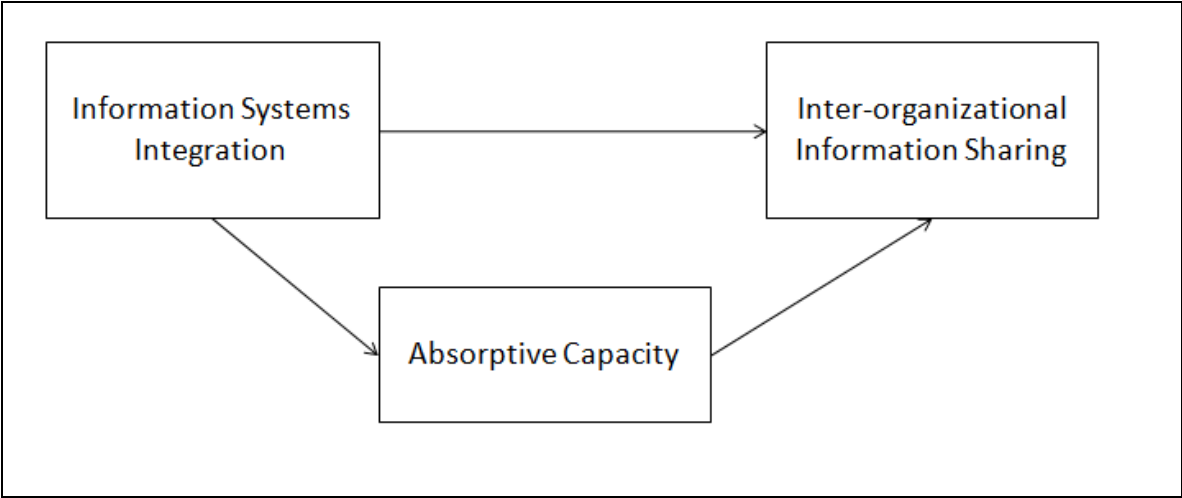 Information Systems
Integration
Inter-organizational
Information Sharing
Absorptive Capacity